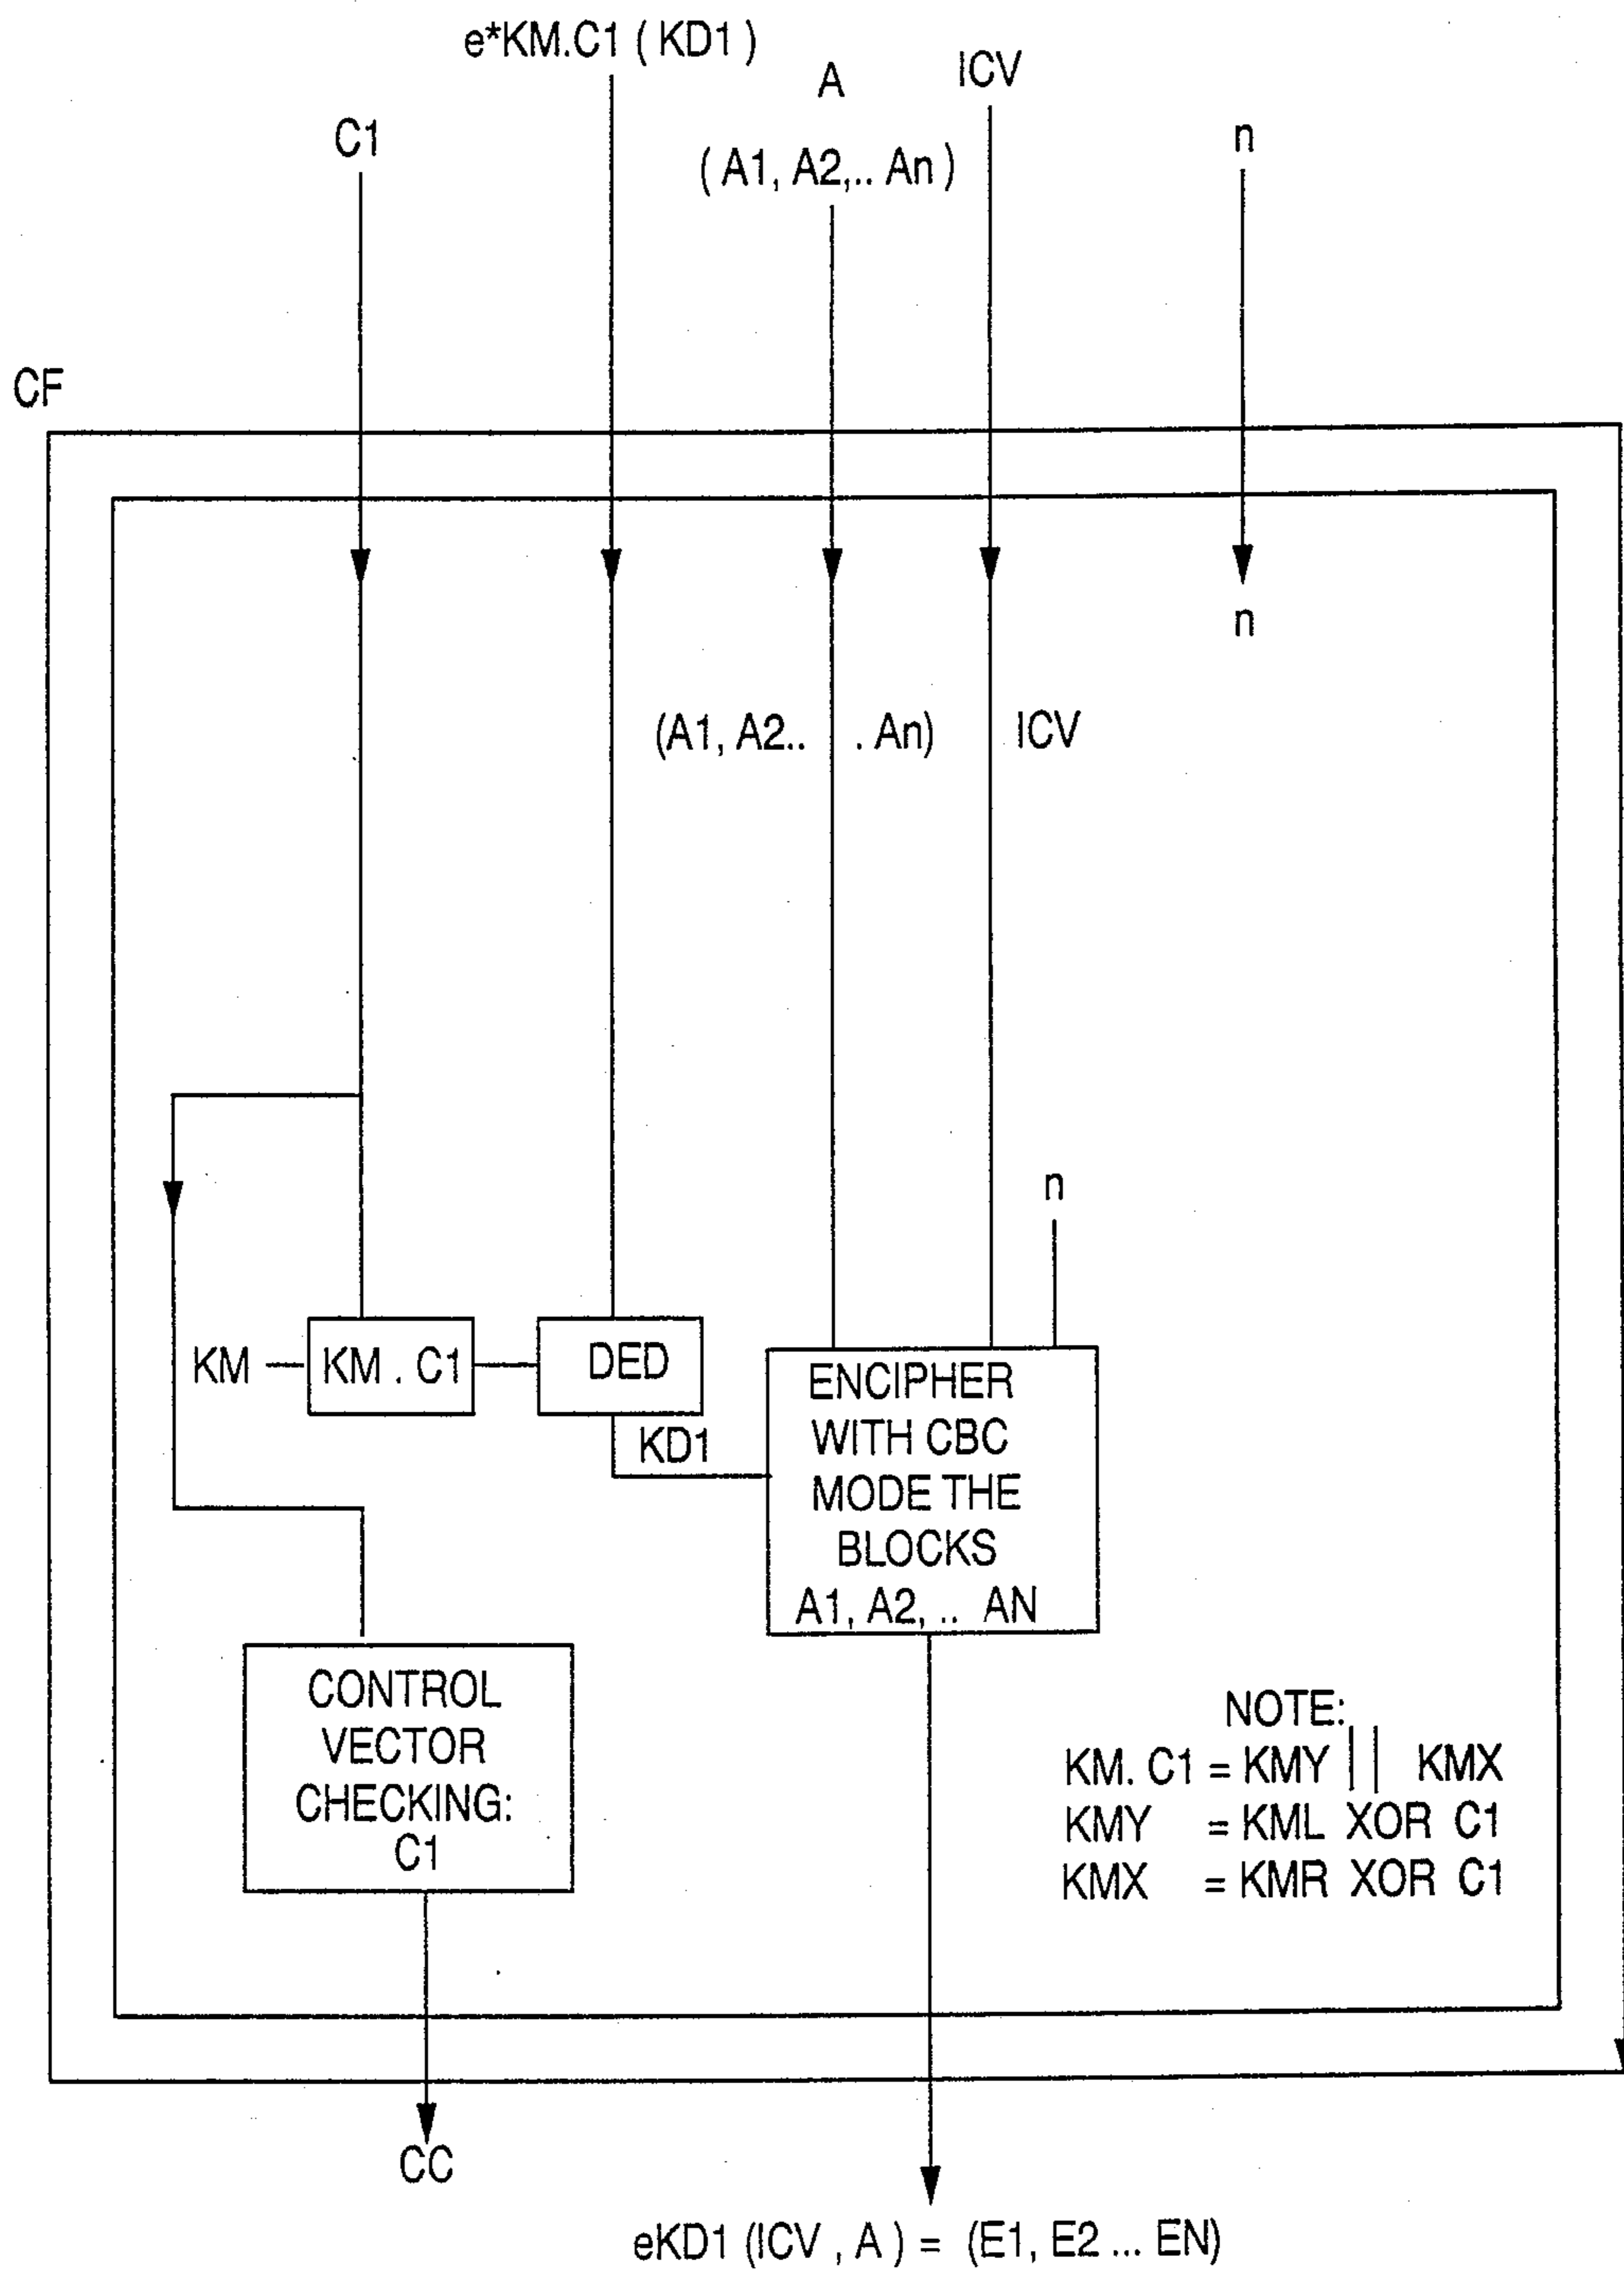 e*KM.C1 ( KD1 )
A
ICV
C1
n
( A1, A2,.. An )
CF
n
(A1, A2.. . An)
ICV
n
KM
KM . C1
DED
KD1
ENCIPHER
WITH CBC
MODE THE
BLOCKS
A1, A2, .. AN
CONTROL
VECTOR
CHECKING:
C1
NOTE:
KM. C1 = KMY || KMX
KMY = KML XOR C1
KMX = KMR XOR C1
CC
eKD1 (ICV , A ) = (E1, E2 ... EN)